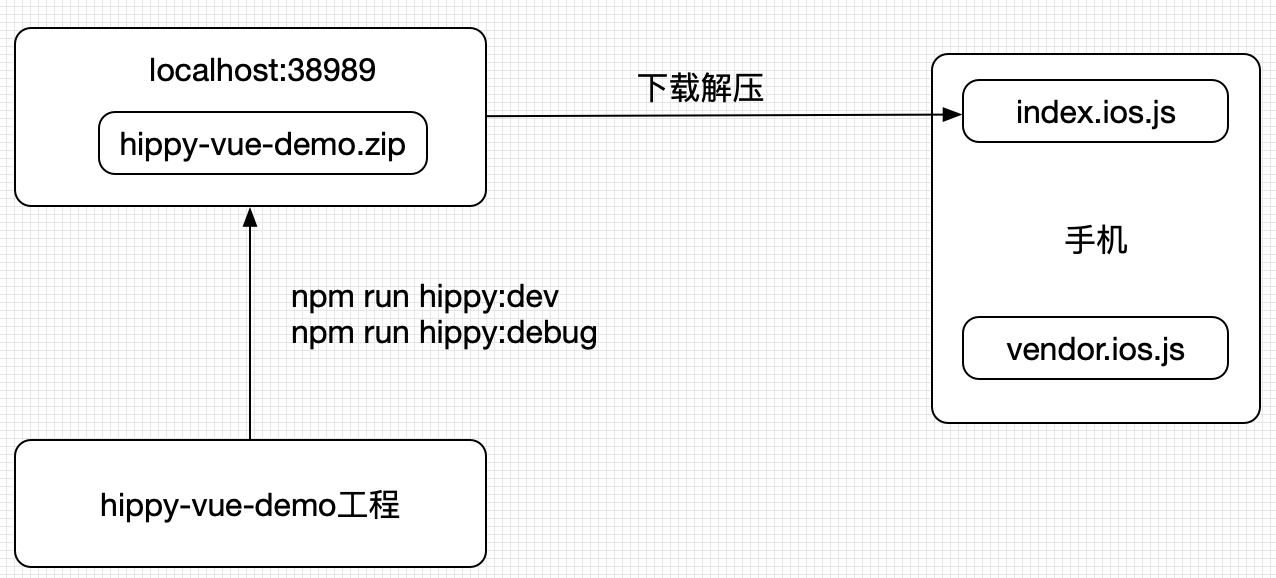 localhost:38989
hippy-vue-demo.zip
下载解压
index.ios.js
手机
vendor.ios.js
npm run hippy:dev
npm run hippy:debug
hippy-vue-demo工程